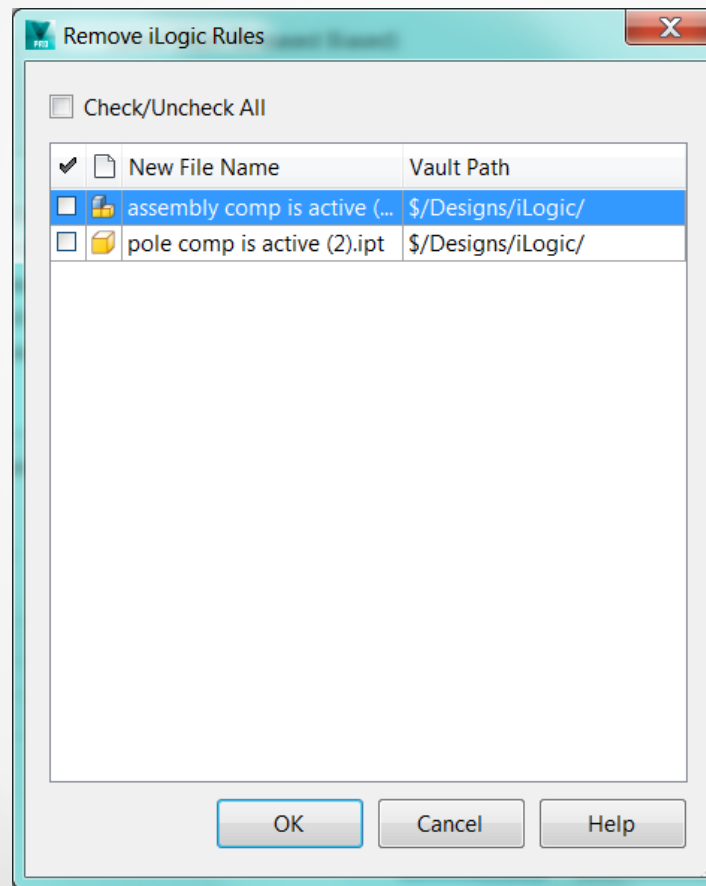 PRO Remove iLogic Rules
Check/Uncheck All
New File Name Vault Path
assembly comp is active (... $/Designs/iLogic/
pole comp is active (2).ipt $/Designs/iLogic/
OK Cancel Help